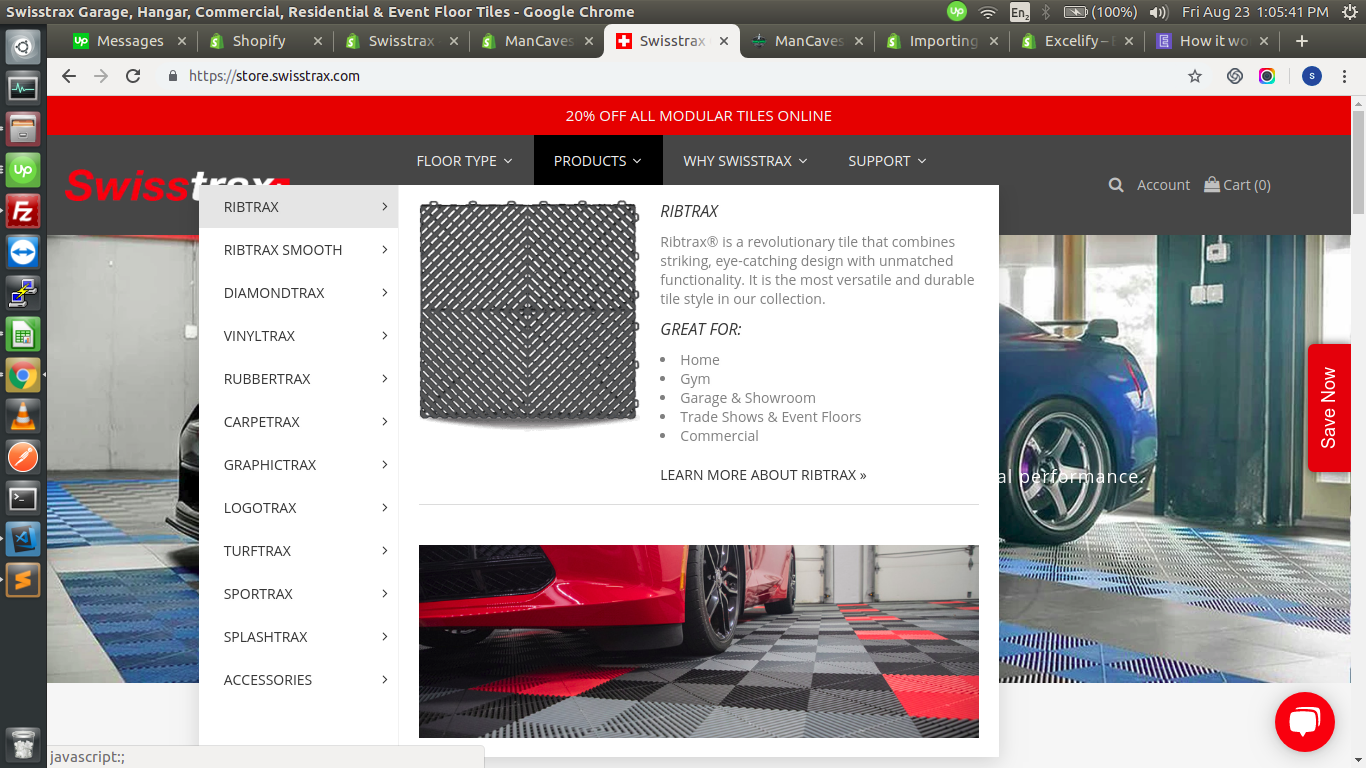 Swisstrax Garage, Hangar, Commercial, Residential & Event Floor Tiles - Google Chrome
En2 (100%) Fri Aug 23 1:05:41 PM
Up Messages
Shopify
Swisstrax
ManCaves
Swisstrax
ManCaves
Importing
Excelify –
How it wo
https://store.swisstrax.com
S
20% OFF ALL MODULAR TILES ONLINE
FLOOR TYPE PRODUCTS WHY SWISSTRAX SUPPORT
Swisstrax
Account Cart (0)
RIBTRAX
RIBTRAX SMOOTH
DIAMONDTRAX
VINYLTRAX
RUBBERTRAX
CARPETRAX
GRAPHICTRAX
LOGOTRAX
TURFTRAX
SPORTRAX
SPLASHTRAX
ACCESSORIES
RIBTRAX
Ribtrax® is a revolutionary tile that combines
striking, eye-catching design with unmatched
functionality. It is the most versatile and durable
tile style in our collection.
GREAT FOR:
• Home
• Gym
• Garage & Showroom
• Trade Shows & Event Floors
• Commercial
LEARN MORE ABOUT RIBTRAX »
performance.
Save Now
Up
Fz
javascript:;